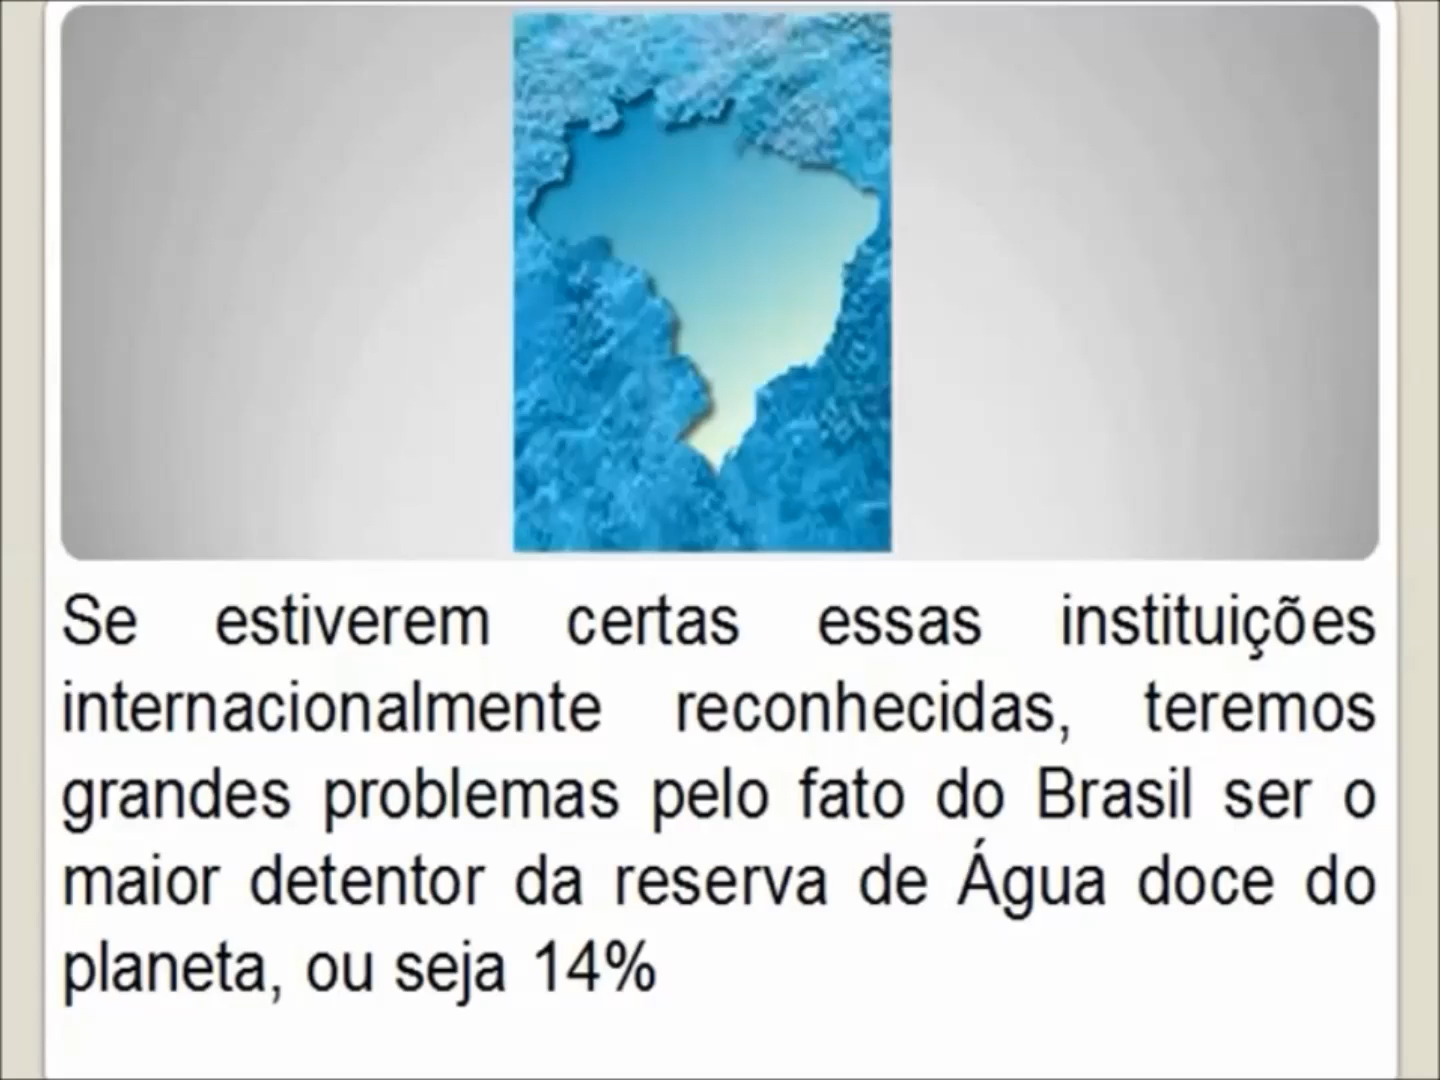 Se estiverem certas essas instituições
internacionalmente reconhecidas, teremos
grandes problemas pelo fato do Brasil ser o
maior detentor da reserva de Água doce do
planeta, ou seja 14%